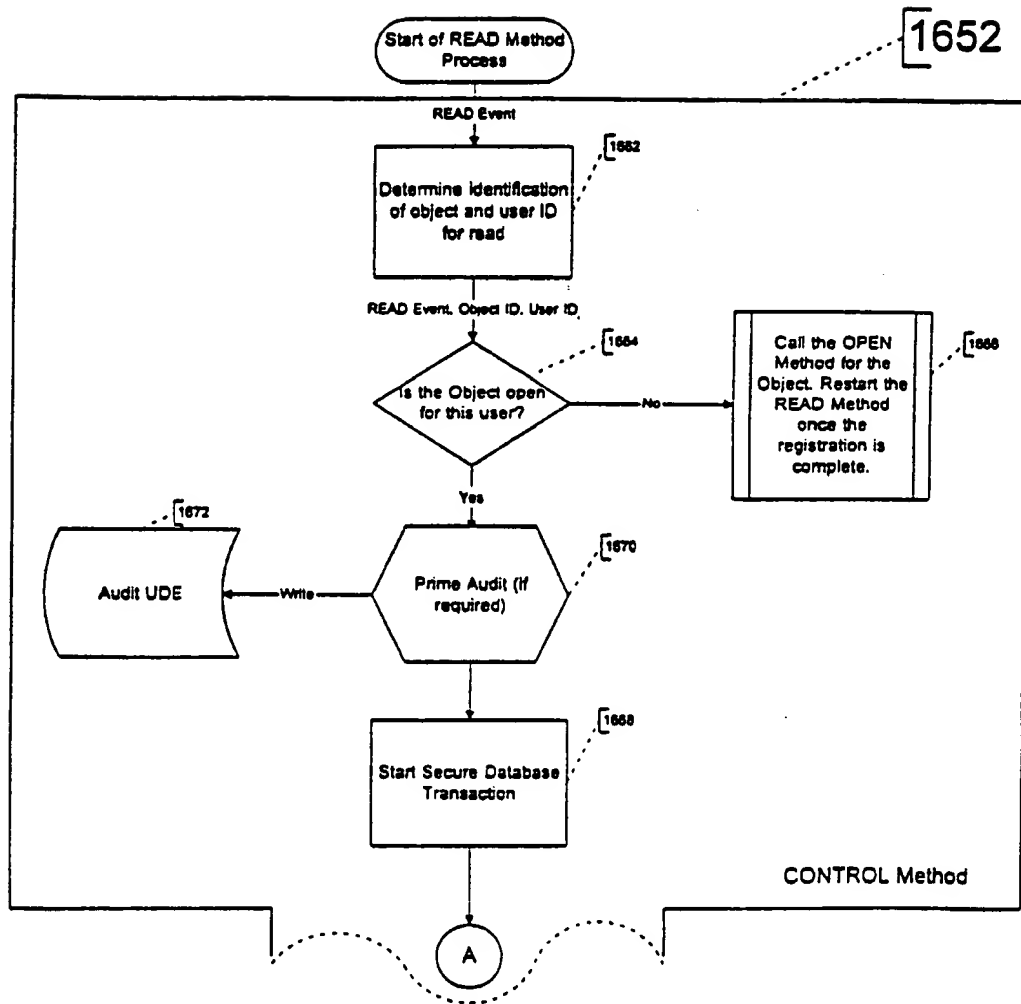 Start of READ Method
Process
1652
READ Event
1662
Determine identification
of object and user ID
for read
READ Event, Object ID, User ID
1664
Is the Object open
for this user?
No
Call the OPEN
Method for the
Object. Restart the
READ Method
once the
registration is
complete.
1666
Yes
1672
Audit UDE
Write
1670
Prime Audit (if
required)
1668
Start Secure Database
Transaction
CONTROL Method
A